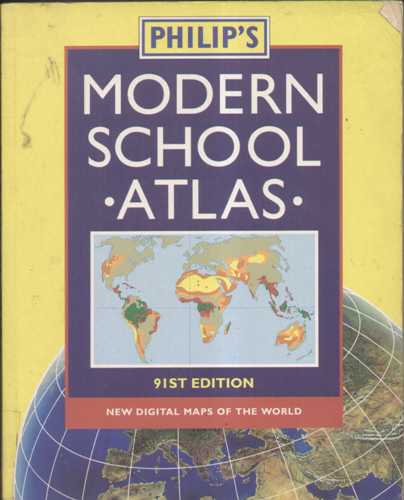 PHILIP'S
MODERN
SCHOOL
·ATLAS·
91ST EDITION
NEW DIGITAL MAPS OF THE WORLD